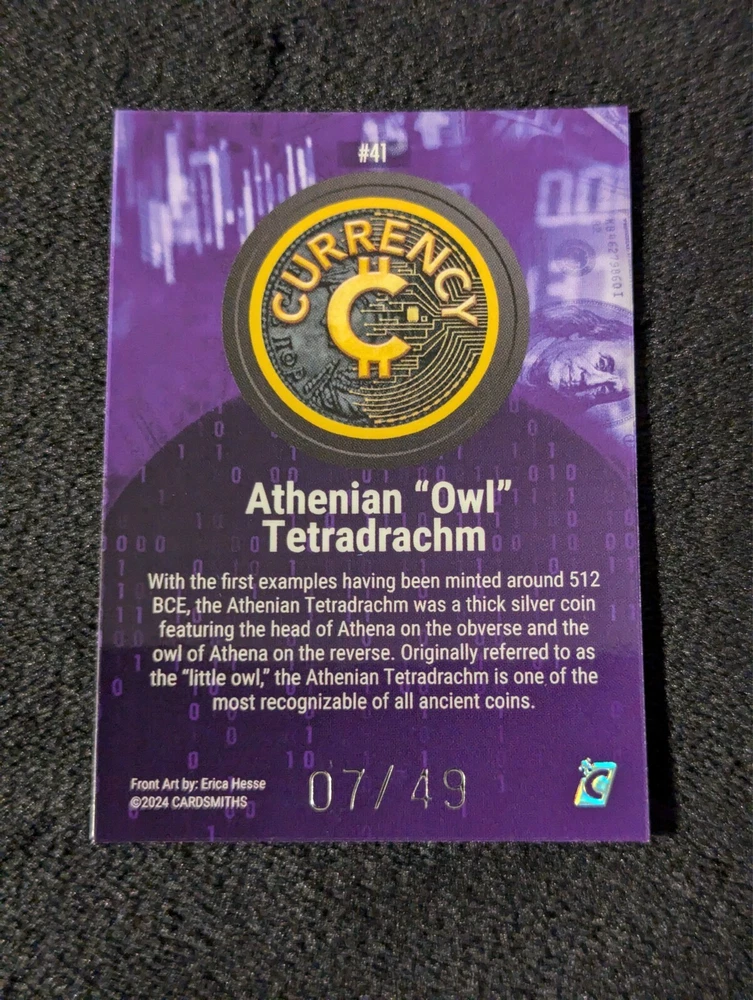 #41
CURRENCY
Athenian “Owl”
Tetradrachm
With the first examples having been minted around 512
BCE, the Athenian Tetradrachm was a thick silver coin
featuring the head of Athena on the obverse and the
owl of Athena on the reverse. Originally referred to as
the “little owl,” the Athenian Tetradrachm is one of the
most recognizable of all ancient coins.
Front Art by: Erica Hesse
©2024 CARDSMITHS
07/49
C